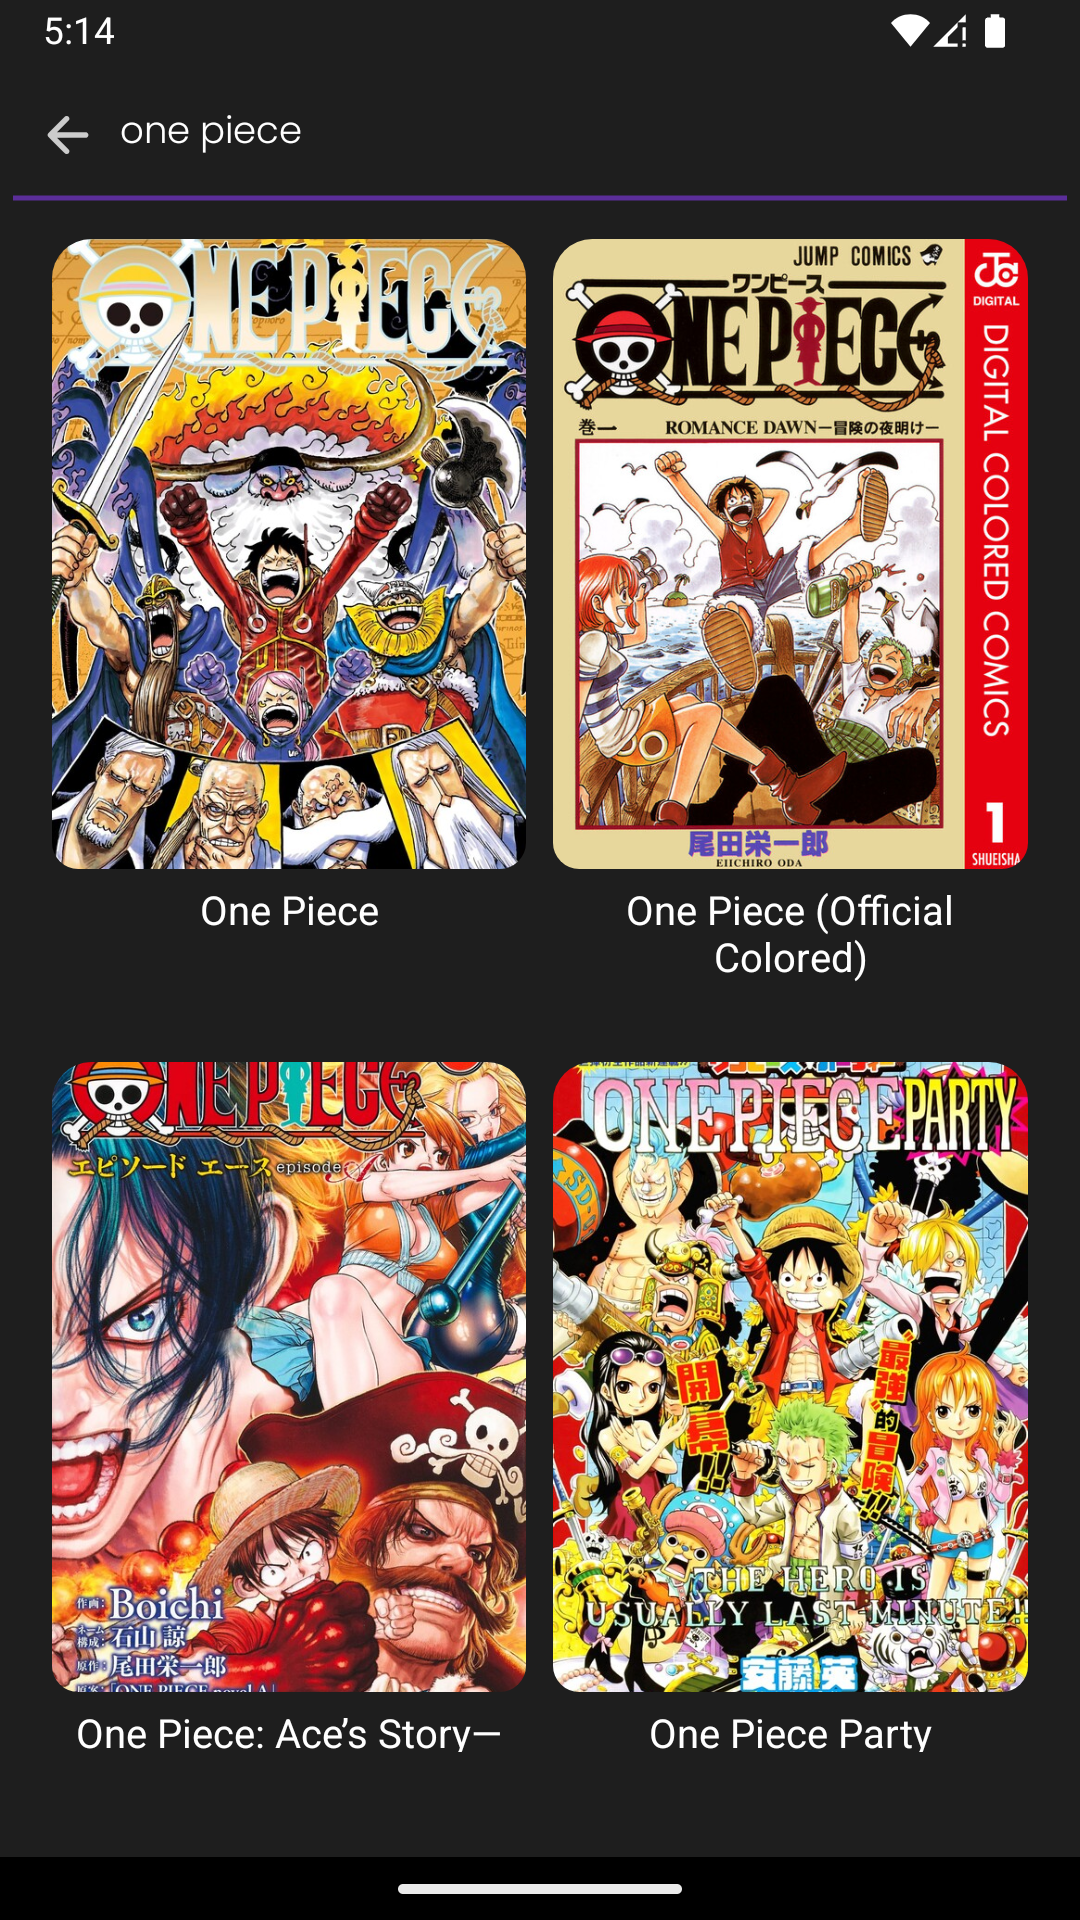 5:14
one piece
ONE PIECE
JUMP COMICS
ワンピース
ONE PIECE
巻一 ROMANCE DAWN—冒険の夜明け—
尾田栄一郎
EIICHIRO ODA
DIGITAL
DIGITAL COLORED COMICS
1
SHUEISHA
One Piece
One Piece (Official
Colored)
ONE PIECE
エピソード エース episode A
作画: Boichi
ネーム構成: 石山 諒
原作: 尾田栄一郎
原案:「ONE PIECE novel A」
ONE PIECE PARTY
開幕!!
最強的冒険!!
THE HERO IS
USUALLY LAST-MINUTE!!
安藤英
One Piece: Ace’s Story—
One Piece Party